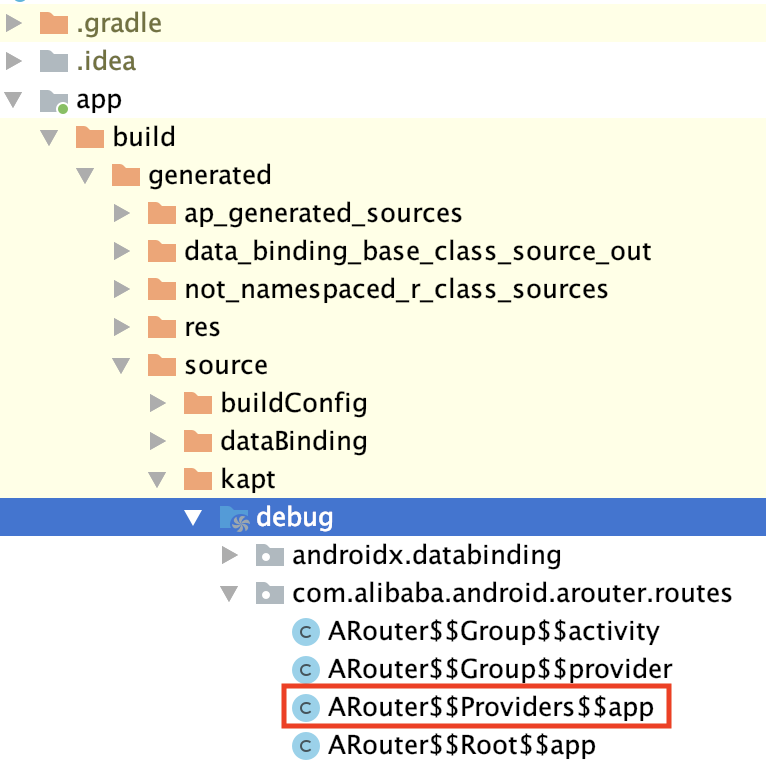 .gradle
.idea
app
build
generated
ap_generated_sources
data_binding_base_class_source_out
not_namespaced_r_class_sources
res
source
buildConfig
dataBinding
kapt
debug
androidx.databinding
com.alibaba.android.arouter.routes
C ARouter$$Group$$activity
C ARouter$$Group$$provider
C ARouter$$Providers$$app
C ARouter$$Root$$app